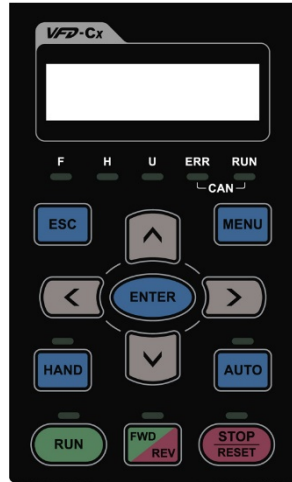 VFD-Cx
F H U ERR RUN
CAN
ESC MENU
ENTER
HAND AUTO
RUN FWD REV STOP RESET